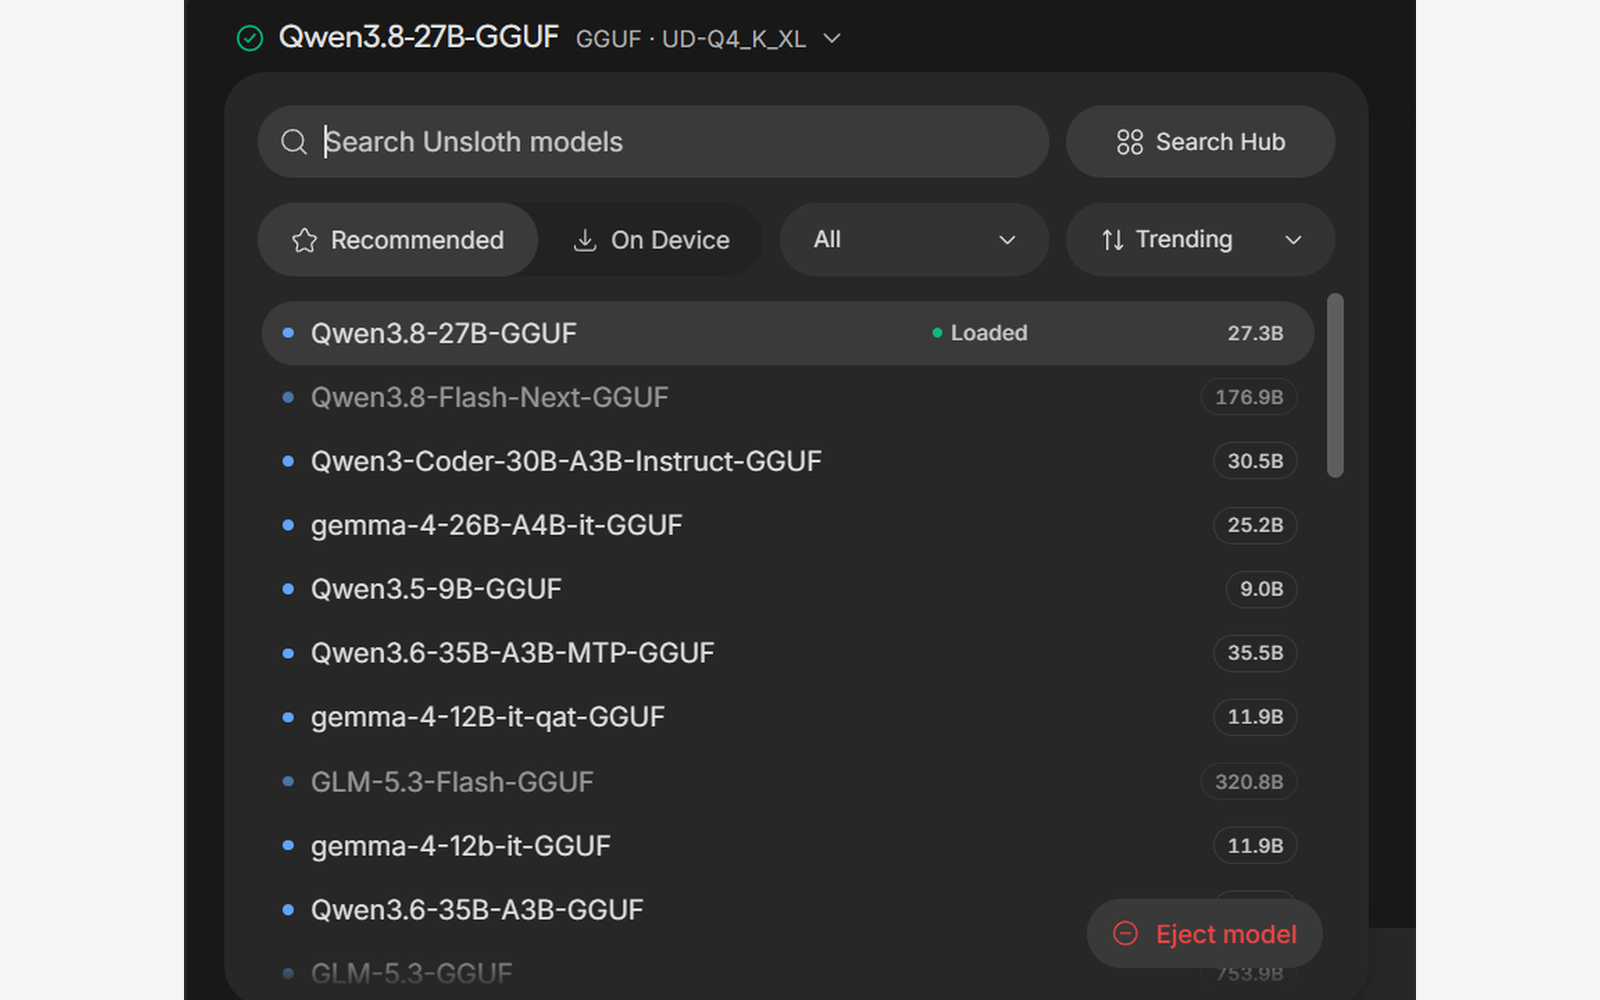 Qwen3.8-27B-GGUF GGUF · UD-Q4_K_XL
Search Unsloth models
Search Hub
Recommended
On Device
All
Trending
Qwen3.8-27B-GGUF Loaded 27.3B
Qwen3.8-Flash-Next-GGUF 176.9B
Qwen3-Coder-30B-A3B-Instruct-GGUF 30.5B
gemma-4-26B-A4B-it-GGUF 25.2B
Qwen3.5-9B-GGUF 9.0B
Qwen3.6-35B-A3B-MTP-GGUF 35.5B
gemma-4-12B-it-qat-GGUF 11.9B
GLM-5.3-Flash-GGUF 320.8B
gemma-4-12b-it-GGUF 11.9B
Qwen3.6-35B-A3B-GGUF
Eject model
GLM-5.3-GGUF 753.9B